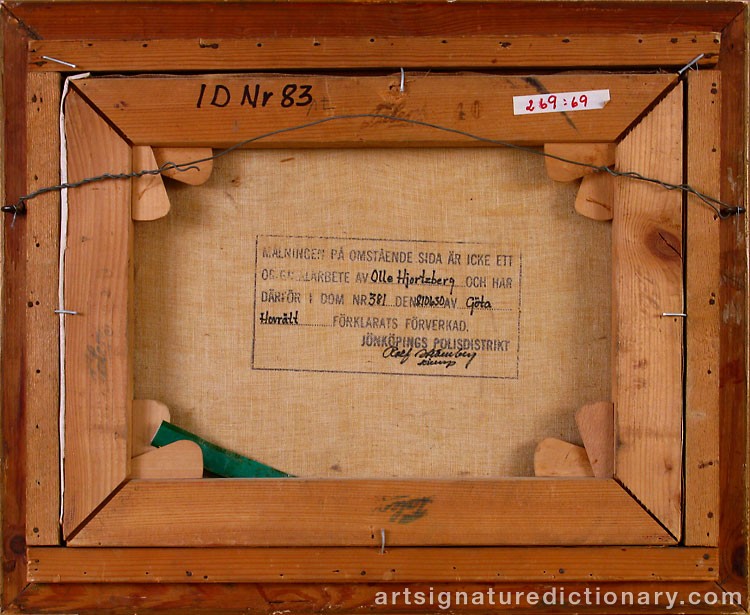 ID Nr 83
269:69
MÅLNINGEN PÅ OMSTÅENDE SIDA ÄR ICKE ETT
ORIGINALARBETE AV Olle Hjortzberg OCH HAR
DÄRFÖR I DOM NR 381 DEN 810630 AV Göta
Hovrätt FÖRKLARATS FÖRVERKAD.
JÖNKÖPINGS POLISDISTRIKT
Rolf
artsignaturedictionary.com